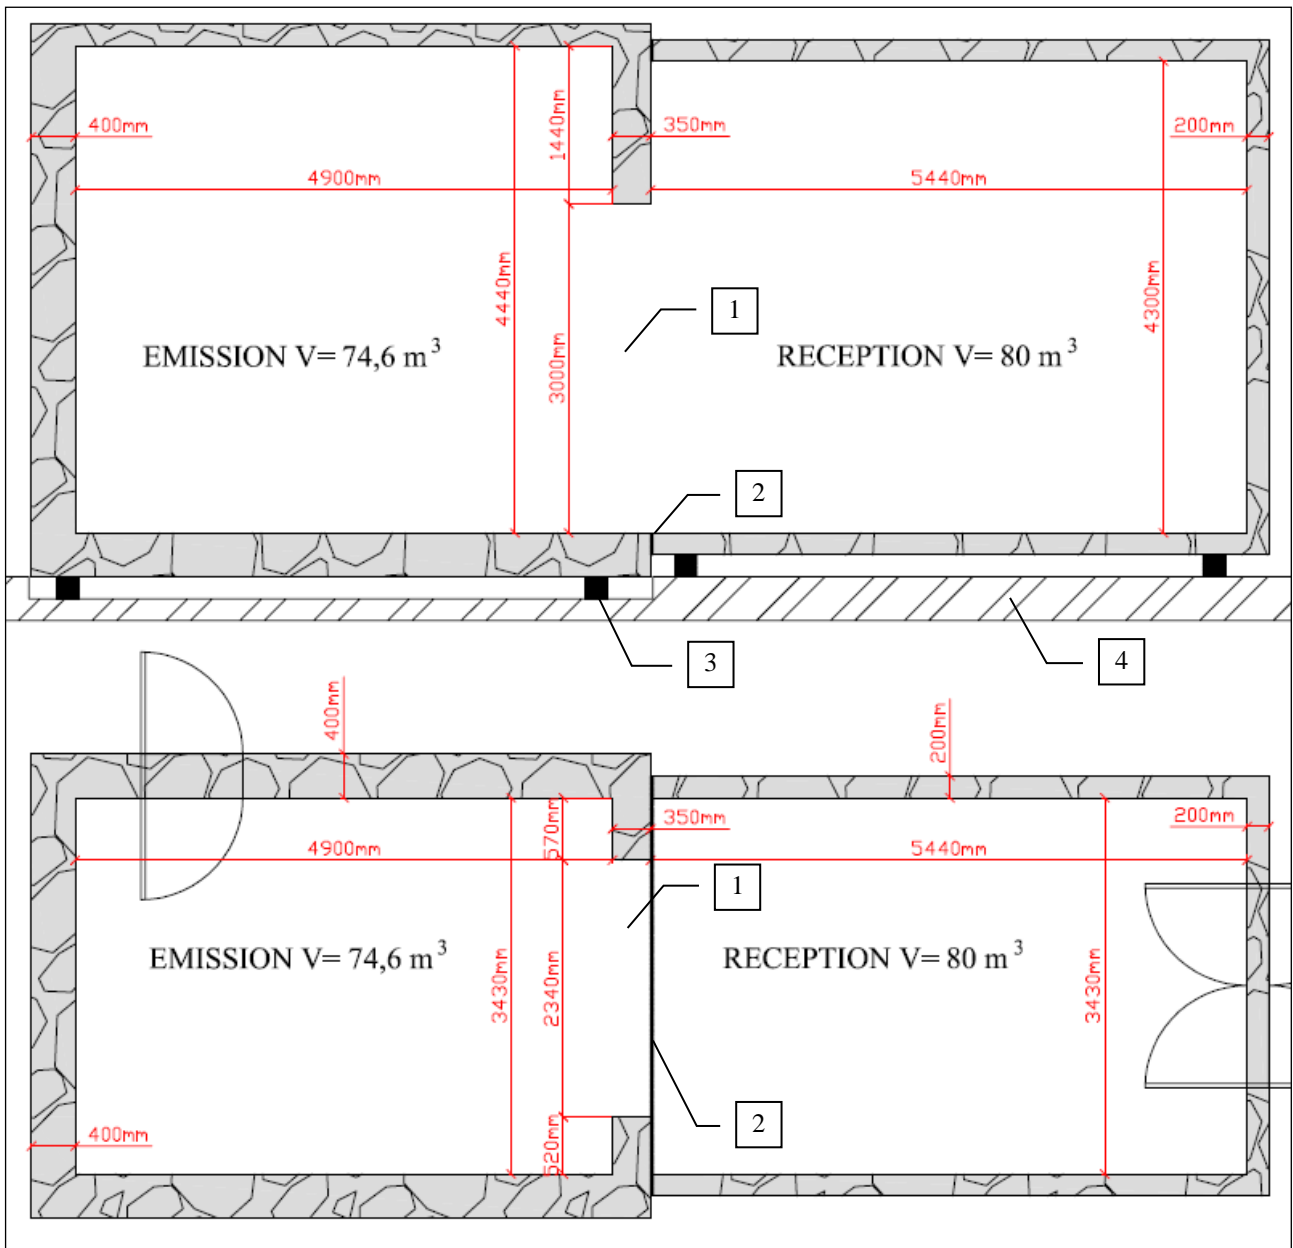 400mm
1440mm
350mm
200mm
4900mm
5440mm
4440mm
4300mm
1
EMISSION V= 74,6 m³
RECEPTION V= 80 m³
3000mm
2
3
4
400mm
200mm
570mm
350mm
200mm
4900mm
5440mm
1
EMISSION V= 74,6 m³
RECEPTION V= 80 m³
3430mm
2340mm
3430mm
2
400mm
520mm